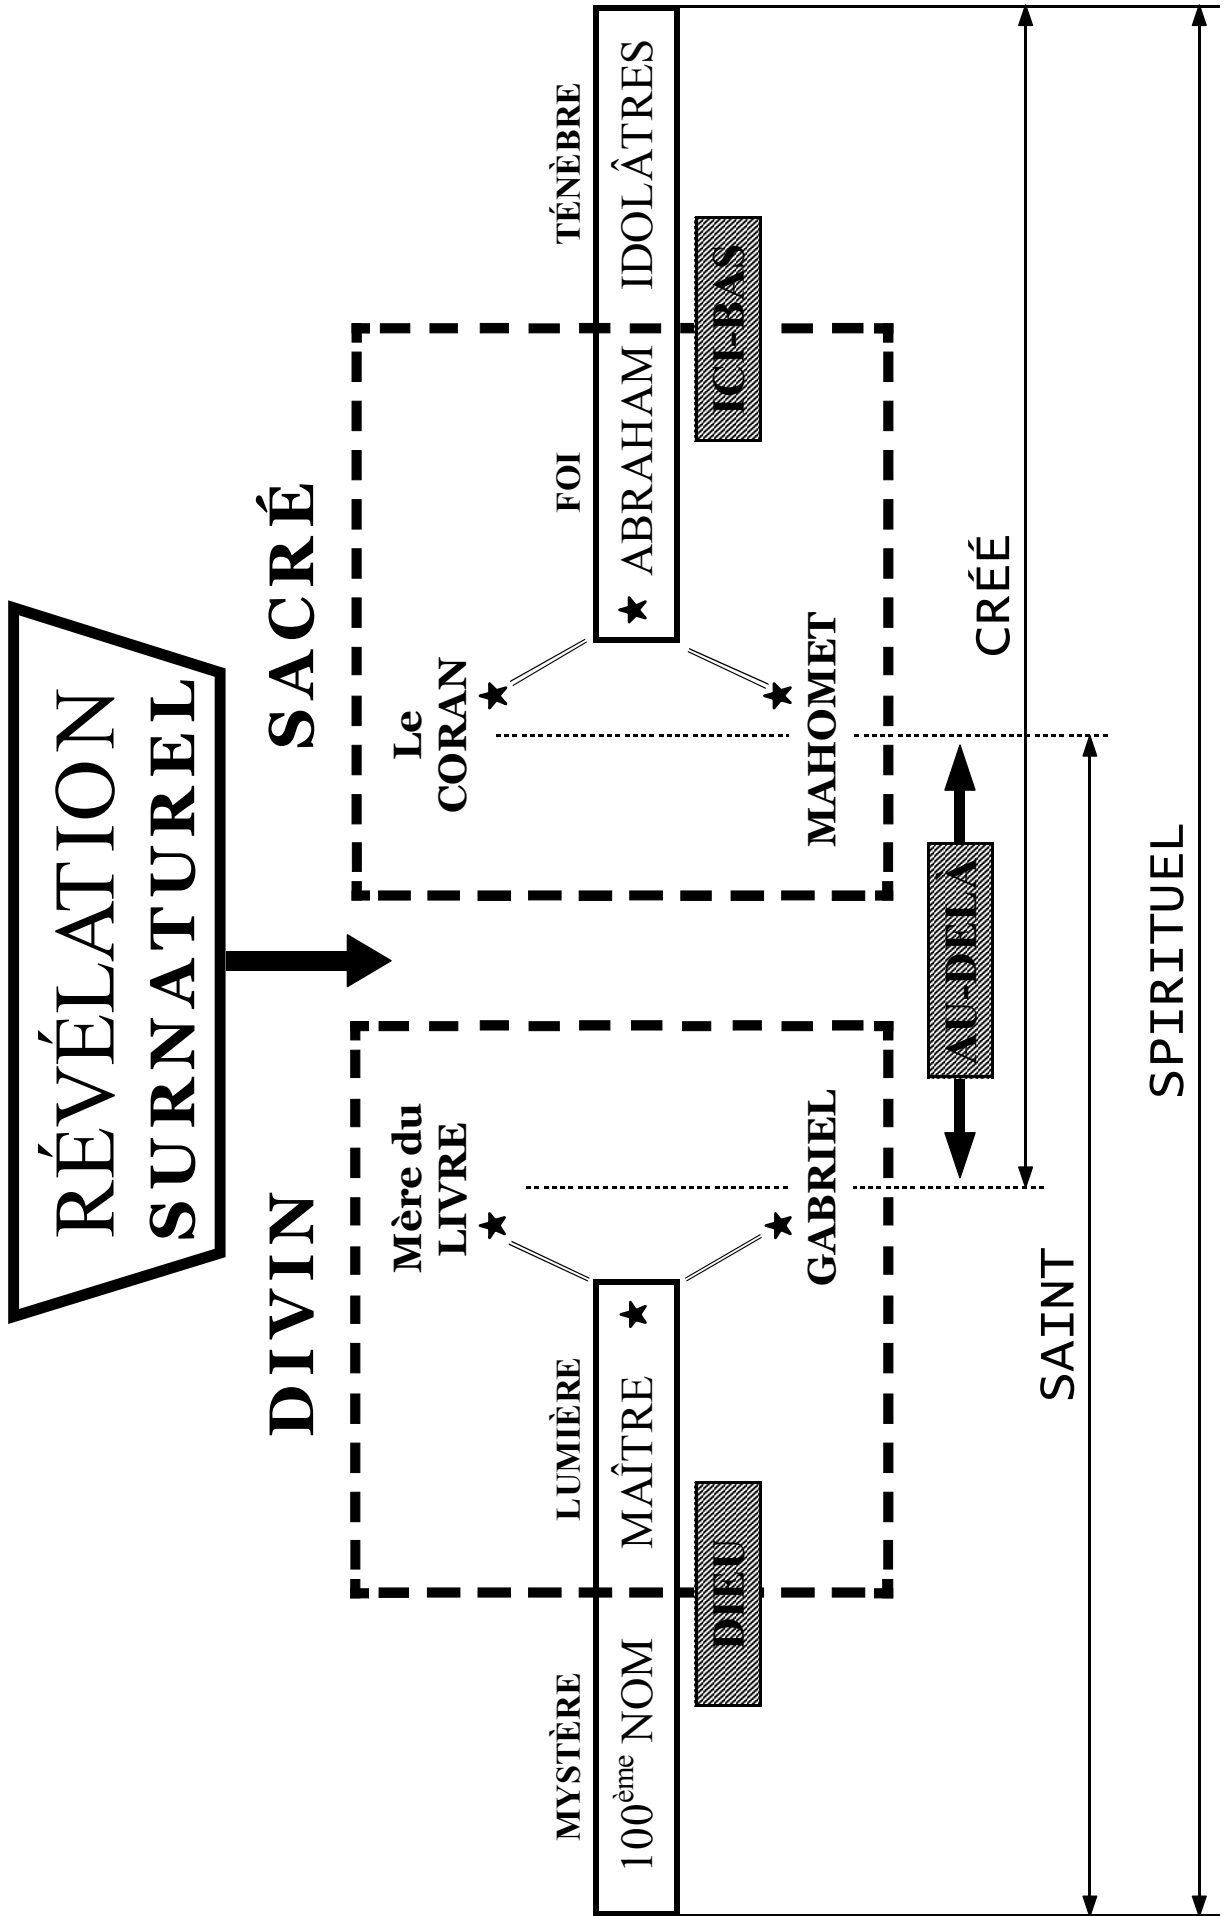 RÉVÉLATION
SURNATUREL
DIVIN
SACRÉ
Mère du
LIVRE
Le
CORAN
MYSTÈRE
LUMIÈRE
FOI
TÉNÈBRE
100ème NOM
MAÎTRE
ABRAHAM
IDOLÂTRES
DIEU
ICI-BAS
GABRIEL
MAHOMET
AU-DELÀ
CRÉÉ
SAINT
SPIRITUEL